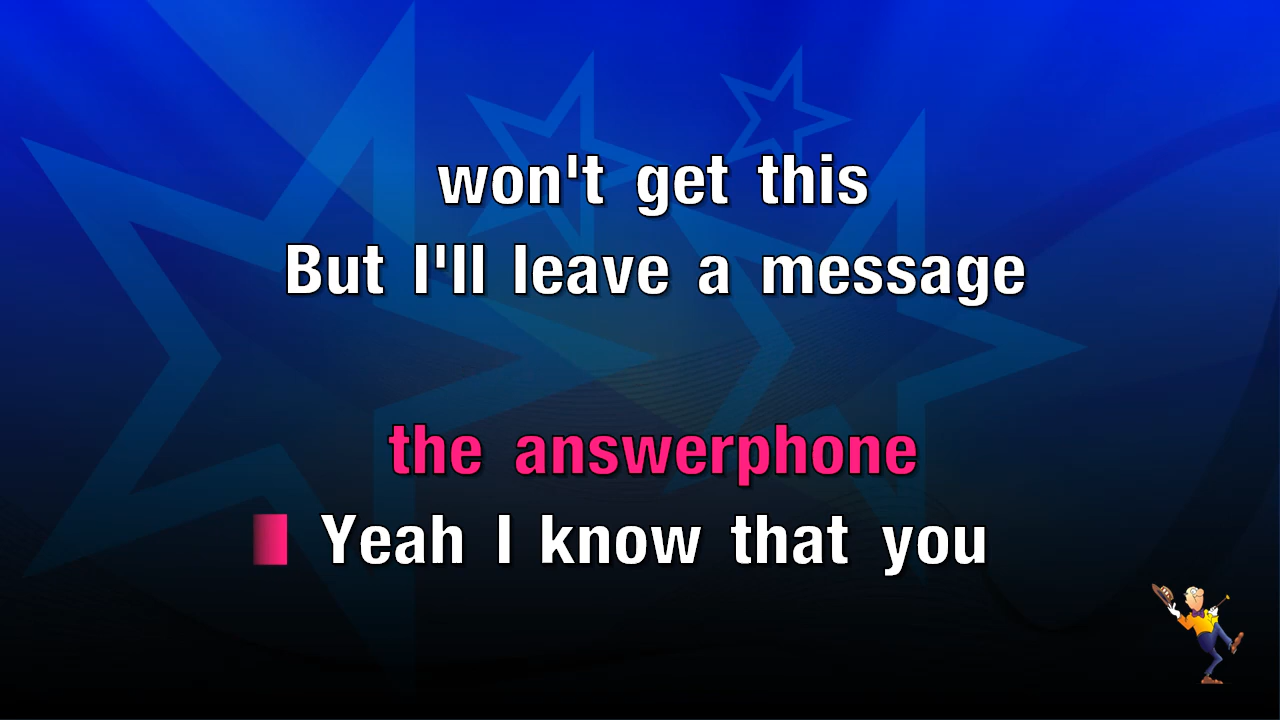 won't get this
But I'll leave a message
the answerphone
Yeah I know that you